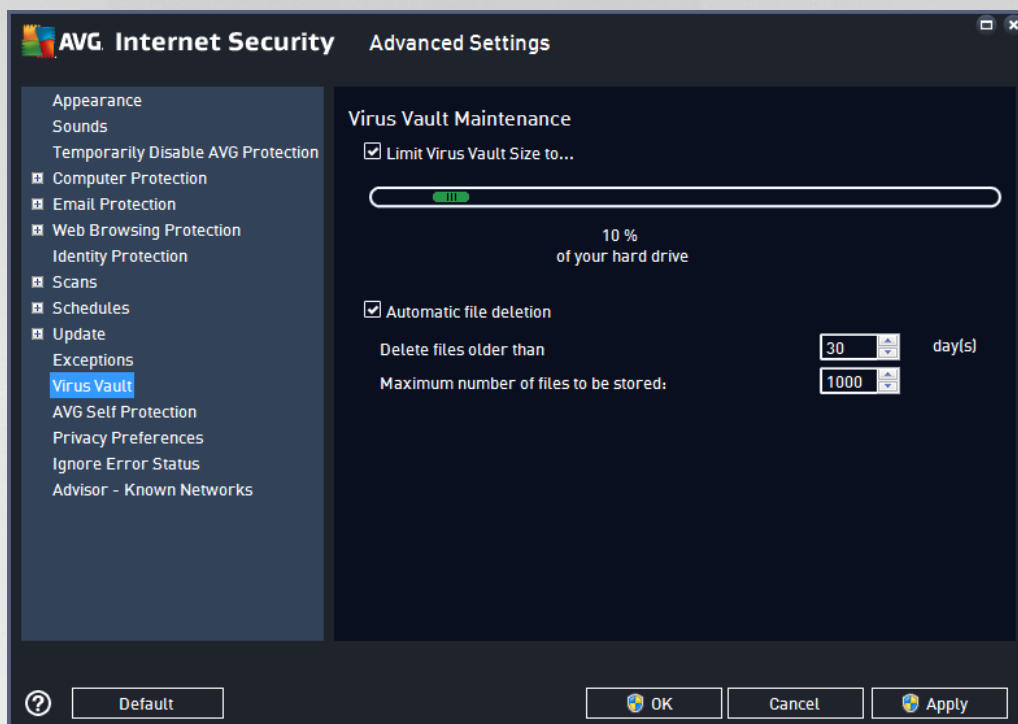 AVG. Internet Security Advanced Settings
Appearance
Sounds
Temporarily Disable AVG Protection
Computer Protection
Email Protection
Web Browsing Protection
Identity Protection
Scans
Schedules
Update
Exceptions
Virus Vault
AVG Self Protection
Privacy Preferences
Ignore Error Status
Advisor - Known Networks
Virus Vault Maintenance
Limit Virus Vault Size to...
10 %
of your hard drive
Automatic file deletion
Delete files older than 30 day(s)
Maximum number of files to be stored: 1000
? Default OK Cancel Apply